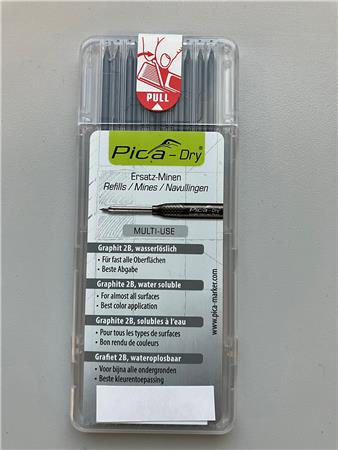 PULL
Pica-Dry®
Ersatz-Minen
Refills / Mines / Navullingen
MULTI-USE
Graphit 2B, wasserlöslich
• Für fast alle Oberflächen
• Beste Abgabe
Graphite 2B, water soluble
• For almost all surfaces
• Best color application
Graphite 2B, solubles à l'eau
• Pour tous les types de surfaces
• Bon rendu de couleurs
Grafiet 2B, wateroplosbaar
• Voor bijna alle ondergronden
• Beste kleurentoepassing
www.pica-marker.com